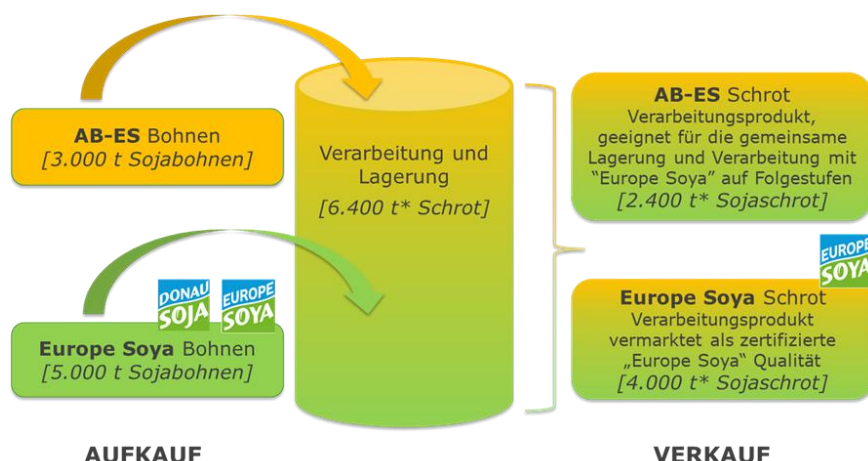 AB-ES Bohnen
[3.000 t Sojabohnen]
DONAU
SOJA
EUROPE
SOYA
Europe Soya Bohnen
[5.000 t Sojabohnen]
AUFKAUF
Verarbeitung und
Lagerung
[6.400 t* Schrot]
AB-ES Schrot
Verarbeitungsprodukt,
geeignet für die gemeinsame
Lagerung und Verarbeitung mit
“Europe Soya” auf Folgestufen
[2.400 t* Sojaschrot]
EUROPE
SOYA
Europe Soya Schrot
Verarbeitungsprodukt
vermarktet als zertifizierte
„Europe Soya“ Qualität
[4.000 t* Sojaschrot]
VERKAUF